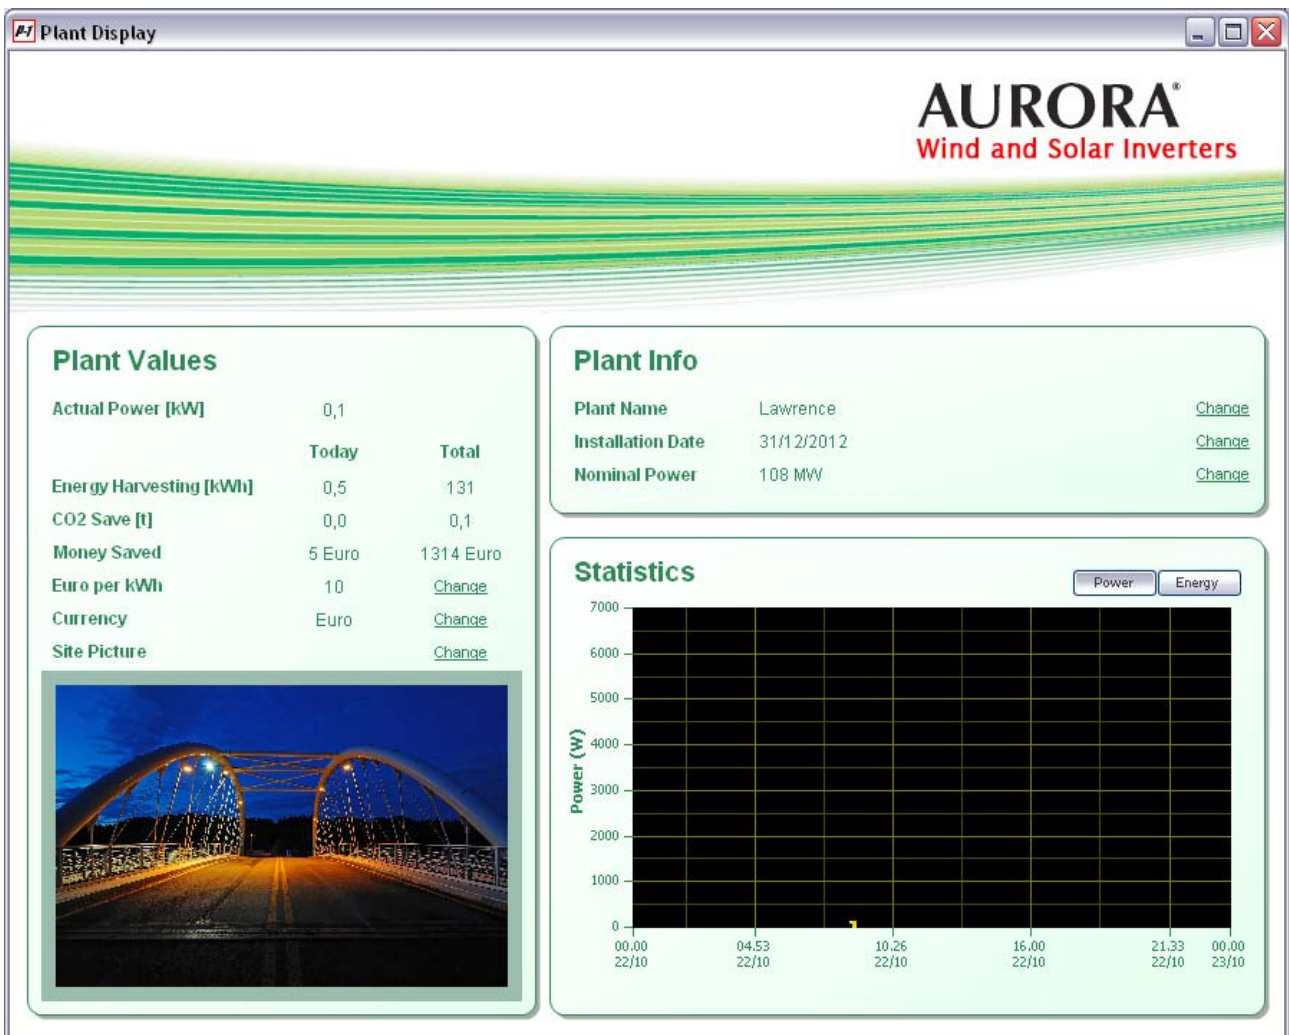 Plant Display
AURORA®
Wind and Solar Inverters
Plant Values
Actual Power [kW] 0,1
Today Total
Energy Harvesting [kWh] 0,5 131
CO2 Save [t] 0,0 0,1
Money Saved 5 Euro 1314 Euro
Euro per kWh 10 Change
Currency Euro Change
Site Picture Change
Plant Info
Plant Name Lawrence Change
Installation Date 31/12/2012 Change
Nominal Power 108 MW Change
Statistics
Power Energy
Power (W)
7000
6000
5000
4000
3000
2000
1000
0
00.00 04.53 10.26 16.00 21.33 00.00
22/10 22/10 22/10 22/10 22/10 23/10